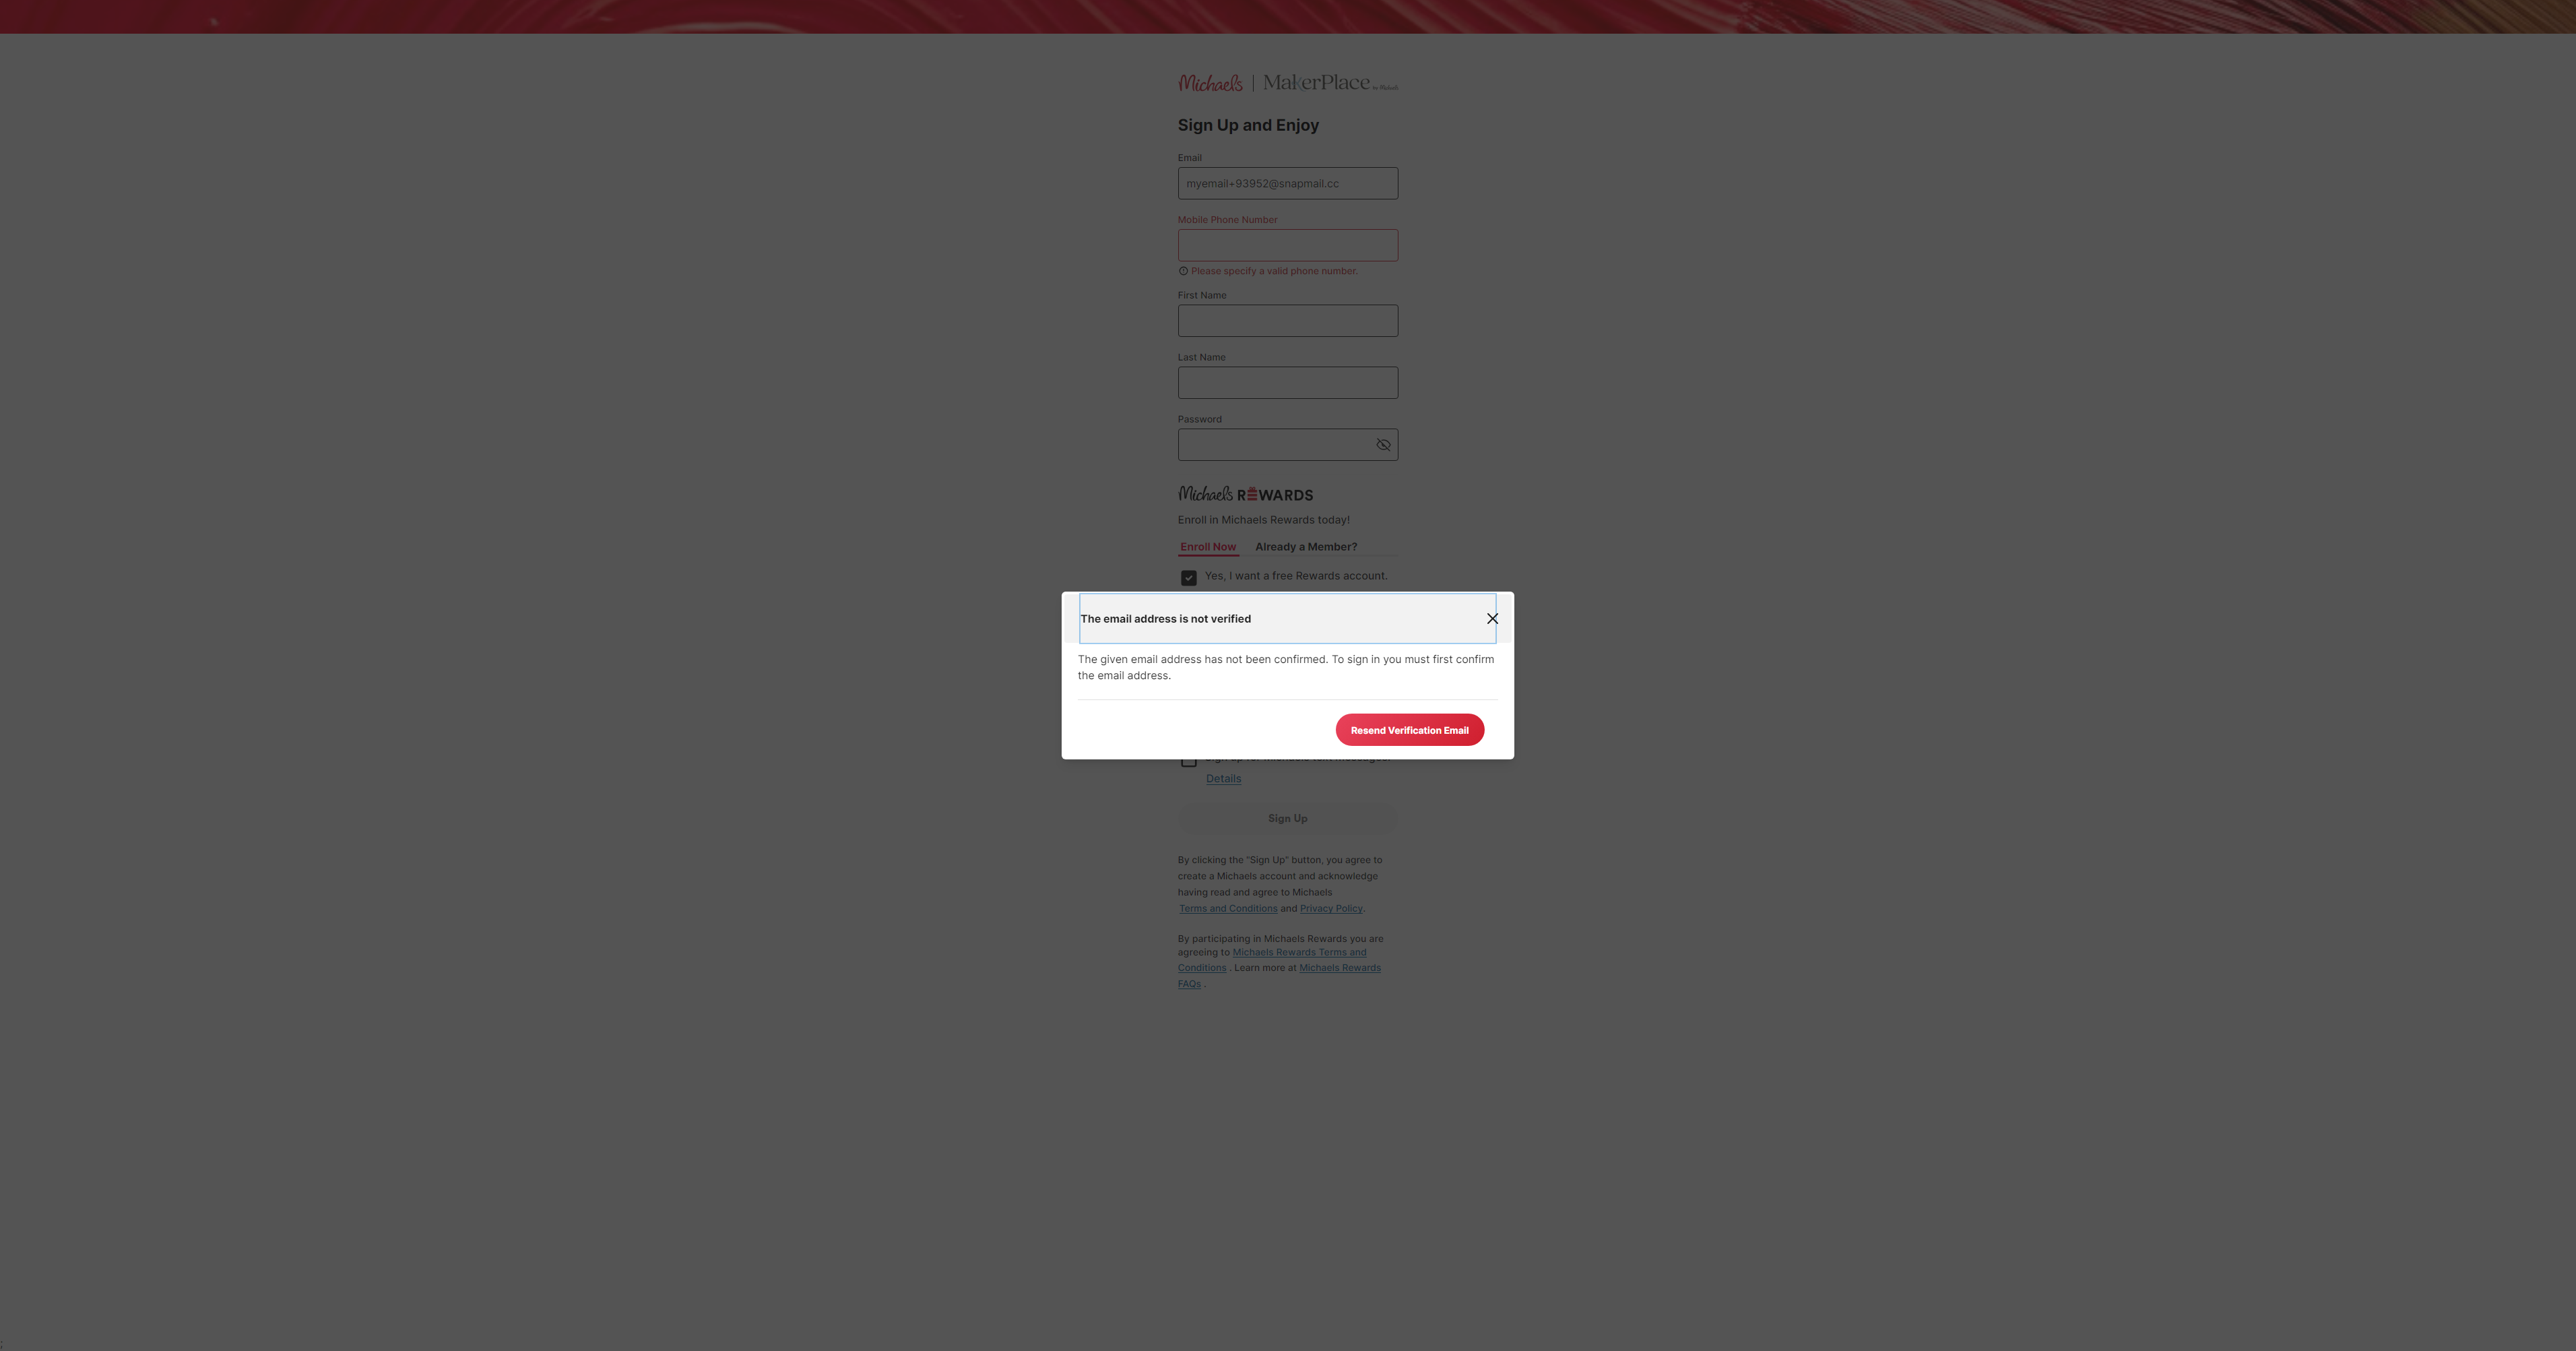 Michaels | MakerPlace by Michaels
Sign Up and Enjoy
Email
myemail+93952@snapmail.cc
Mobile Phone Number
Please specify a valid phone number.
First Name
Last Name
Password
Michaels REWARDS
Enroll in Michaels Rewards today!
Enroll Now Already a Member?
Yes, I want a free Rewards account.
The email address is not verified
The given email address has not been confirmed. To sign in you must first confirm
the email address.
Resend Verification Email
Details
Sign Up
By clicking the "Sign Up" button, you agree to
create a Michaels account and acknowledge
having read and agree to Michaels
Terms and Conditions and Privacy Policy.
By participating in Michaels Rewards you are
agreeing to Michaels Rewards Terms and
Conditions . Learn more at Michaels Rewards
FAQs .